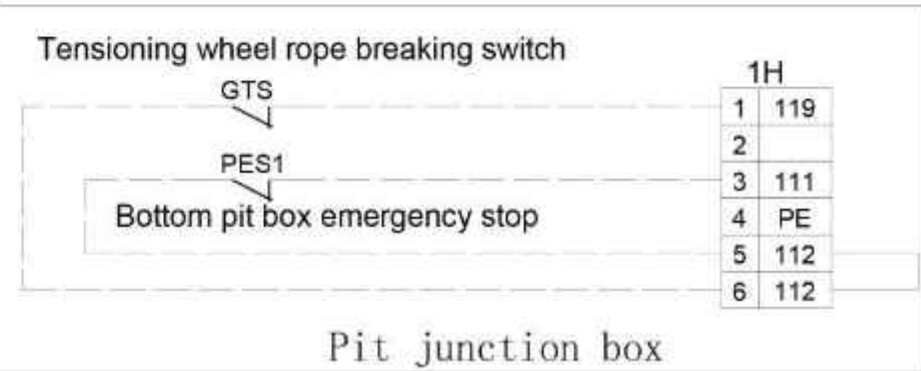 Tensioning wheel rope breaking switch
1H
GTS
1 119
2
PES1
3 111
Bottom pit box emergency stop
4 PE
5 112
6 112
Pit junction box